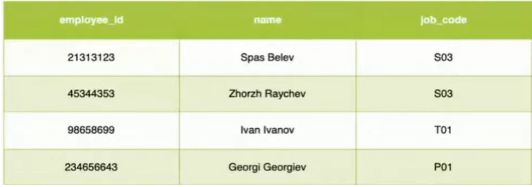 employee_id name job_code
21313123 Spas Belev S03
45344353 Zhorzh Raychev S03
98658699 Ivan Ivanov T01
234656643 Georgi Georgiev P01